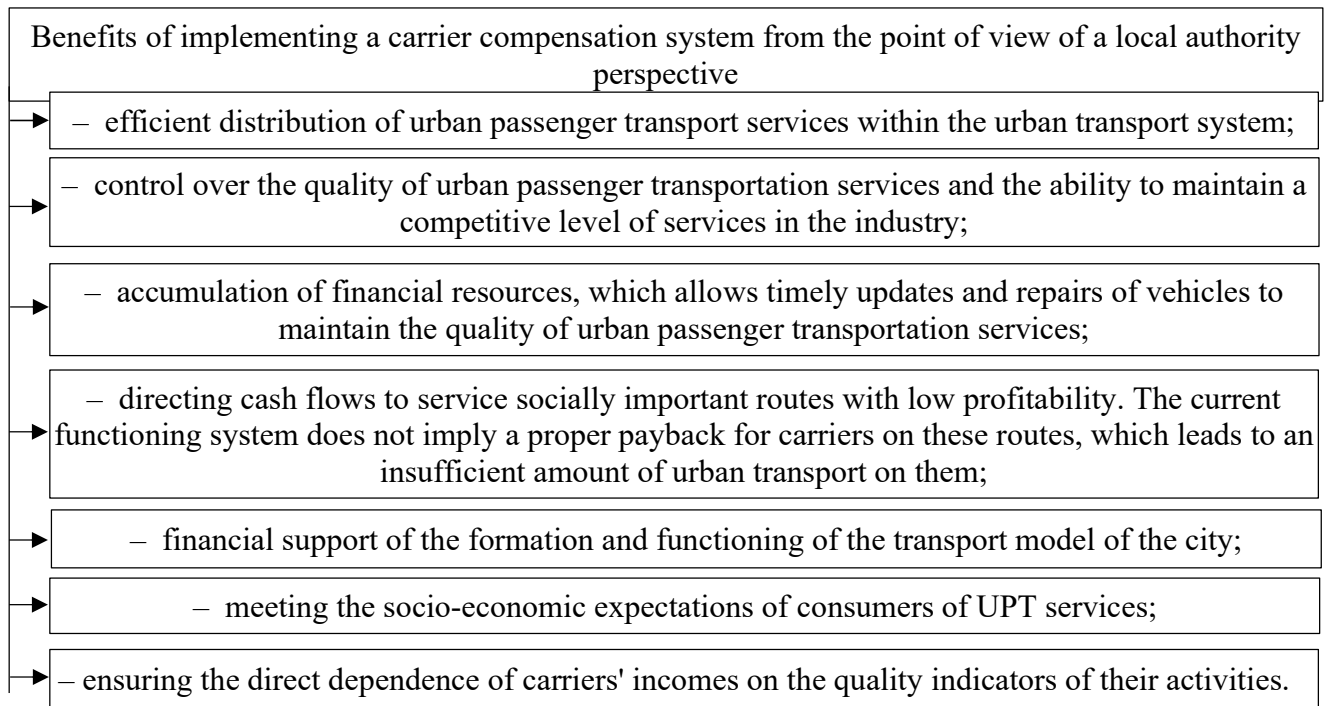 Benefits of implementing a carrier compensation system from the point of view of a local authority
perspective
– efficient distribution of urban passenger transport services within the urban transport system;
– control over the quality of urban passenger transportation services and the ability to maintain a
competitive level of services in the industry;
– accumulation of financial resources, which allows timely updates and repairs of vehicles to
maintain the quality of urban passenger transportation services;
– directing cash flows to service socially important routes with low profitability. The current
functioning system does not imply a proper payback for carriers on these routes, which leads to an
insufficient amount of urban transport on them;
– financial support of the formation and functioning of the transport model of the city;
– meeting the socio-economic expectations of consumers of UPT services;
– ensuring the direct dependence of carriers' incomes on the quality indicators of their activities.